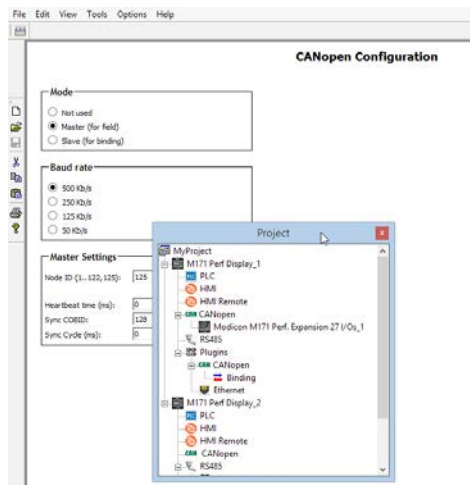 File Edit View Tools Options Help
CANopen Configuration
Mode
Not used
Master (for field)
Slave (for binding)
Baud rate
500 Kb/s
250 Kb/s
125 Kb/s
50 Kb/s
Master Settings
Node ID (1..122,125): 125
Heartbeat time (ms): 0
Sync COBID: 128
Sync Cycle (ms): 0
Project
MyProject
M171 Perf Display_1
PLC
HMI
HMI Remote
CANopen
Modicon M171 Perf. Expansion 27 I/Os_1
RS485
Plugins
CANopen
Binding
Ethernet
M171 Perf Display_2
PLC
HMI
HMI Remote
CANopen
RS485